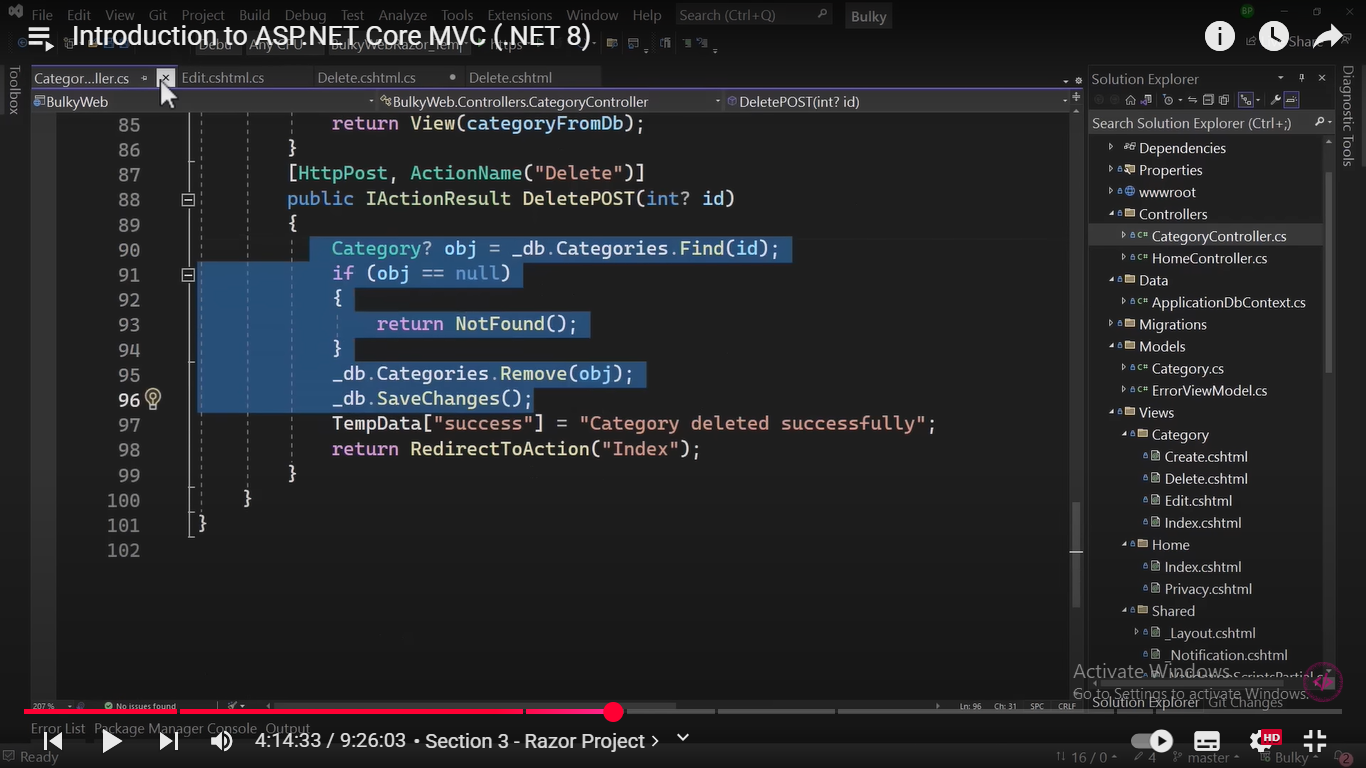 File Edit View Git Project Build Debug Test Analyze Tools Extensions Window Help Search (Ctrl+Q) Bulky
Introduction to ASP.NET Core MVC (.NET 8)
Categor...ller.cs Edit.cshtml.cs Delete.cshtml.cs Delete.cshtml
BulkyWeb BulkyWeb.Controllers.CategoryController DeletePOST(int? id)
Toolbox
85 return View(categoryFromDb);
86 }
87 [HttpPost, ActionName("Delete")]
88 public IActionResult DeletePOST(int? id)
89 {
90 Category? obj = _db.Categories.Find(id);
91 if (obj == null)
92 {
93 return NotFound();
94 }
95 _db.Categories.Remove(obj);
96 _db.SaveChanges();
97 TempData["success"] = "Category deleted successfully";
98 return RedirectToAction("Index");
99 }
100 }
101 }
102
Solution Explorer
Search Solution Explorer (Ctrl+;)
Dependencies
Properties
wwwroot
Controllers
C# CategoryController.cs
C# HomeController.cs
Data
C# ApplicationDbContext.cs
Migrations
Models
C# Category.cs
C# ErrorViewModel.cs
Views
Category
Create.cshtml
Delete.cshtml
Edit.cshtml
Index.cshtml
Home
Index.cshtml
Privacy.cshtml
Shared
_Layout.cshtml
_Notification.cshtml
Diagnostic Tools
Activate Windows
Go to Settings to activate Windows.
Solution Explorer Git Changes
207 % No issues found Ln: 96 Ch: 31 SPC CRLF
Error List Package Manager Console Output
4:14:33 / 9:26:03 • Section 3 - Razor Project HD
Ready 16 / 0 4 master Bulky 2